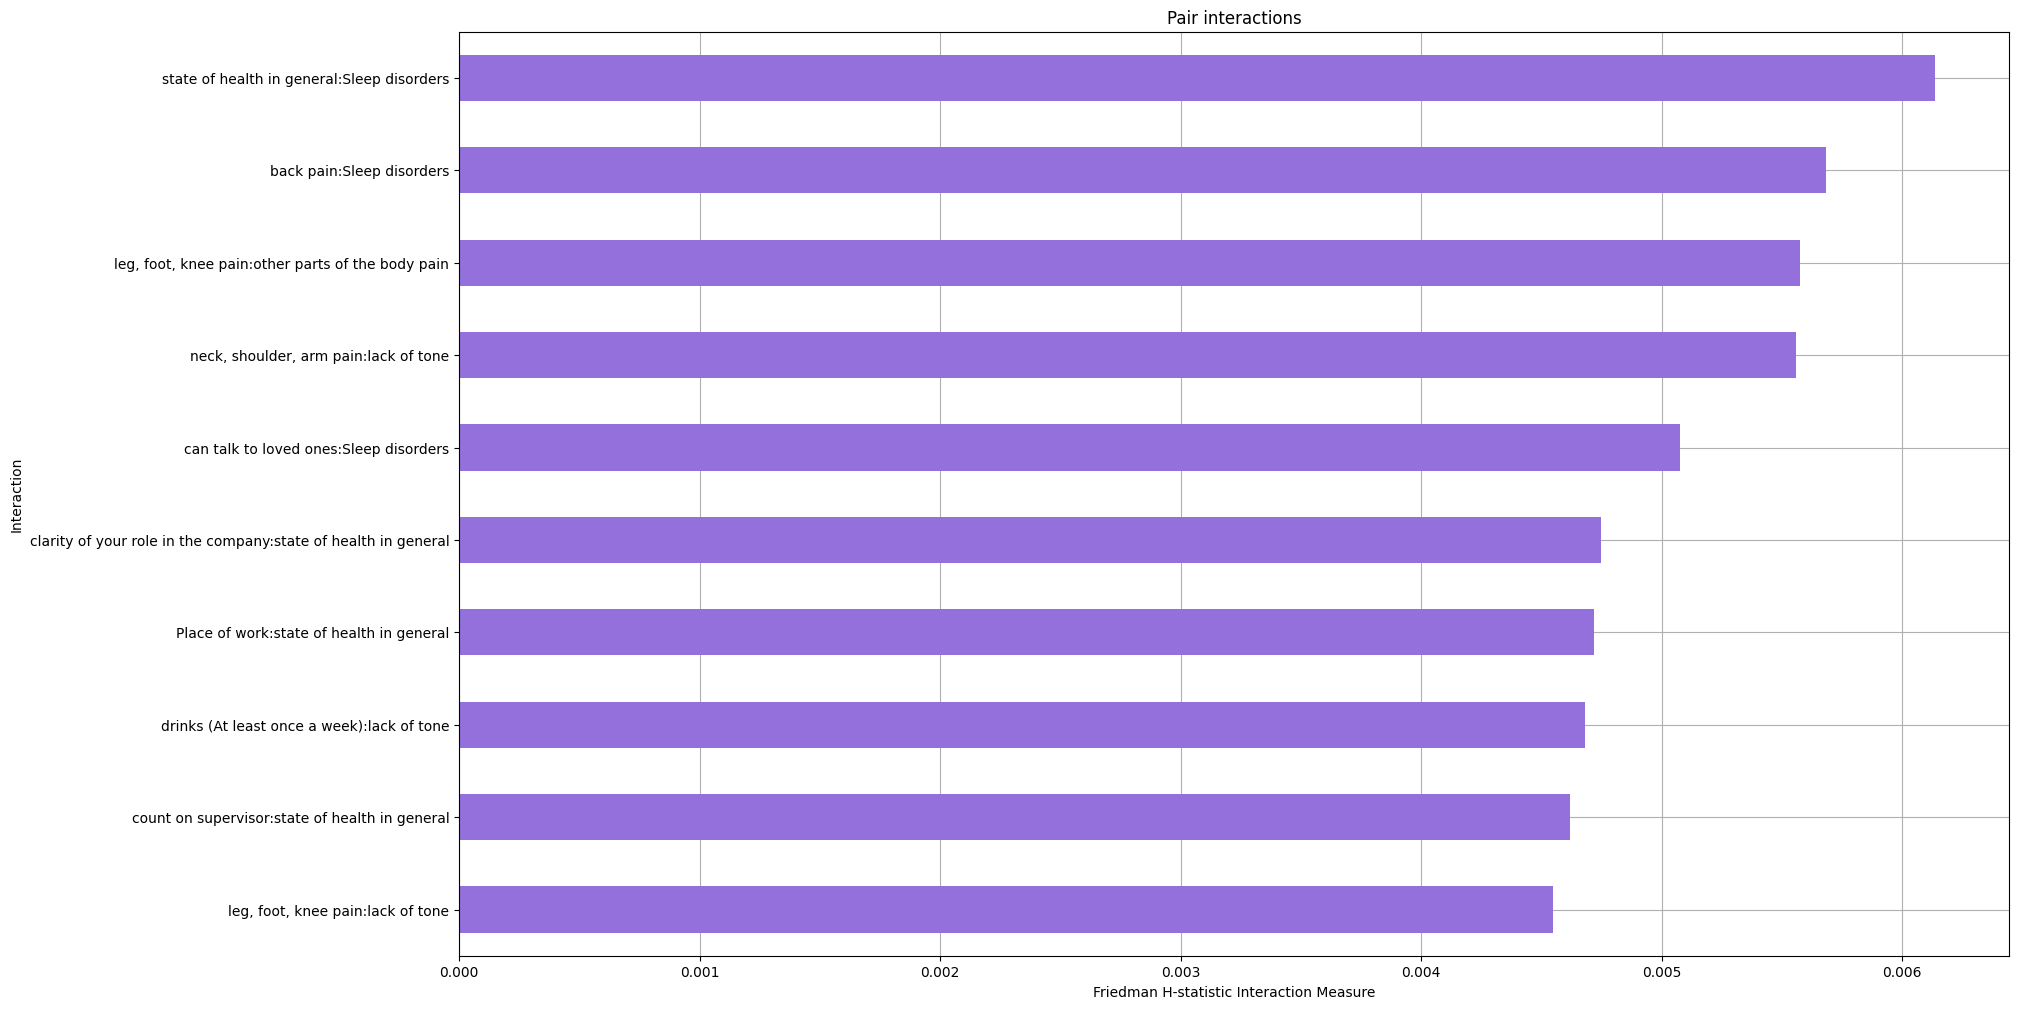 Pair interactions
state of health in general:Sleep disorders
back pain:Sleep disorders
leg, foot, knee pain:other parts of the body pain
neck, shoulder, arm pain:lack of tone
can talk to loved ones:Sleep disorders
clarity of your role in the company:state of health in general
Place of work:state of health in general
drinks (At least once a week):lack of tone
count on supervisor:state of health in general
leg, foot, knee pain:lack of tone
Interaction
0.000 0.001 0.002 0.003 0.004 0.005 0.006
Friedman H-statistic Interaction Measure